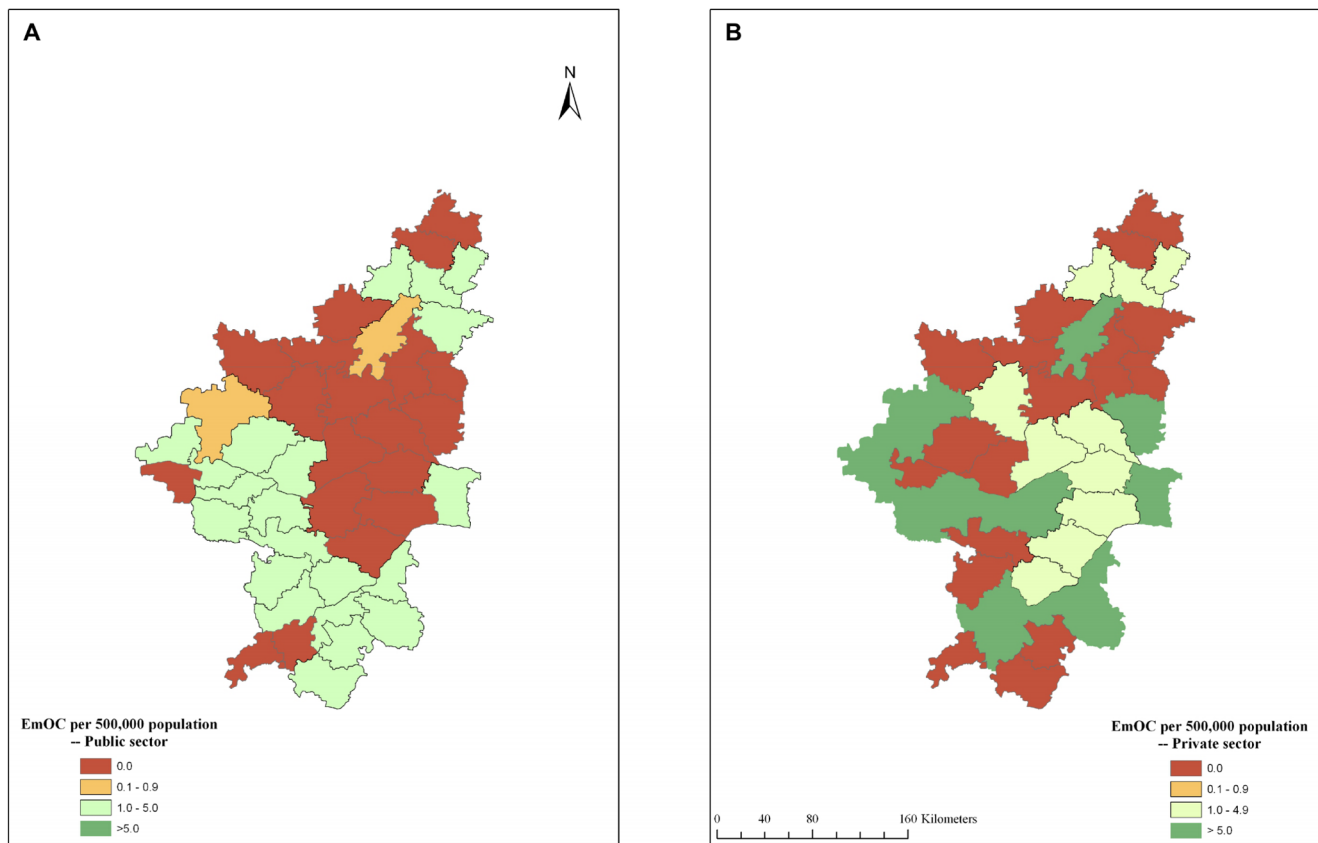 A
N
EmOC per 500,000 population
-- Public sector
0.0
0.1 - 0.9
1.0 - 5.0
>5.0
B
EmOC per 500,000 population
-- Private sector
0.0
0.1 - 0.9
1.0 - 4.9
> 5.0
0 40 80 160 Kilometers